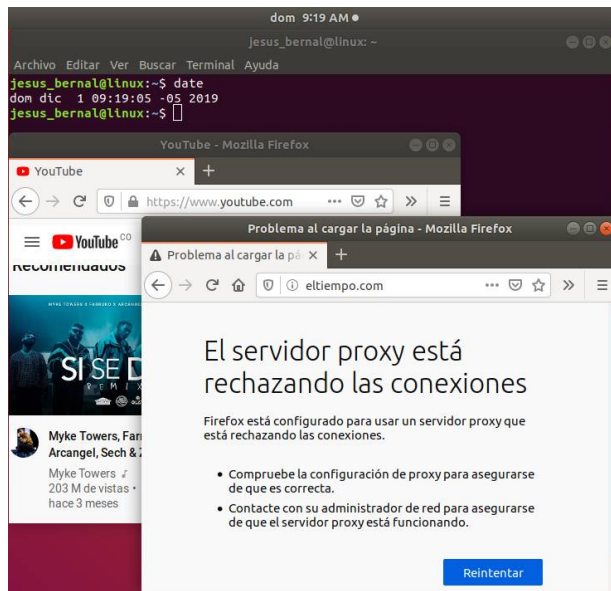 dom 9:19 AM
jesus_bernal@linux: ~
Archivo Editar Ver Buscar Terminal Ayuda
jesus_bernal@linux:~$ date
dom dic  1 09:19:05 -05 2019
jesus_bernal@linux:~$
YouTube - Mozilla Firefox
YouTube
https://www.youtube.com
YouTube CO
Recomendados
SI SE
REMIX
Myke Towers, Farr
Arcangel, Sech & Z
Myke Towers
203 M de vistas •
hace 3 meses
Problema al cargar la página - Mozilla Firefox
Problema al cargar la pá
eltiempo.com
El servidor proxy está
rechazando las conexiones
Firefox está configurado para usar un servidor proxy que
está rechazando las conexiones.
• Compruebe la configuración de proxy para asegurarse
de que es correcta.
• Contacte con su administrador de red para asegurarse
de que el servidor proxy está funcionando.
Reintentar